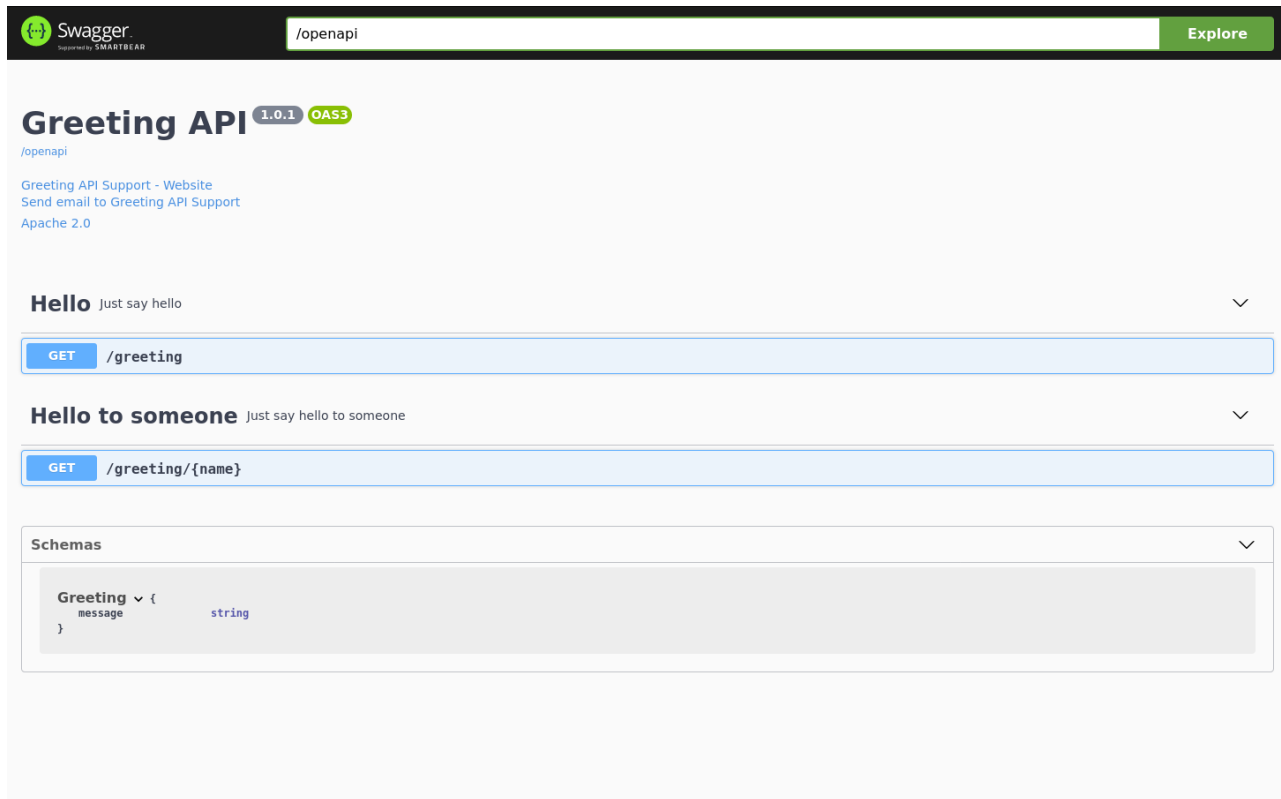 {···} Swagger.
Supported by SMARTBEAR
/openapi
Explore
Greeting API 1.0.1 OAS3
/openapi
Greeting API Support - Website
Send email to Greeting API Support
Apache 2.0
Hello Just say hello
GET /greeting
Hello to someone Just say hello to someone
GET /greeting/{name}
Schemas
Greeting {
message string
}